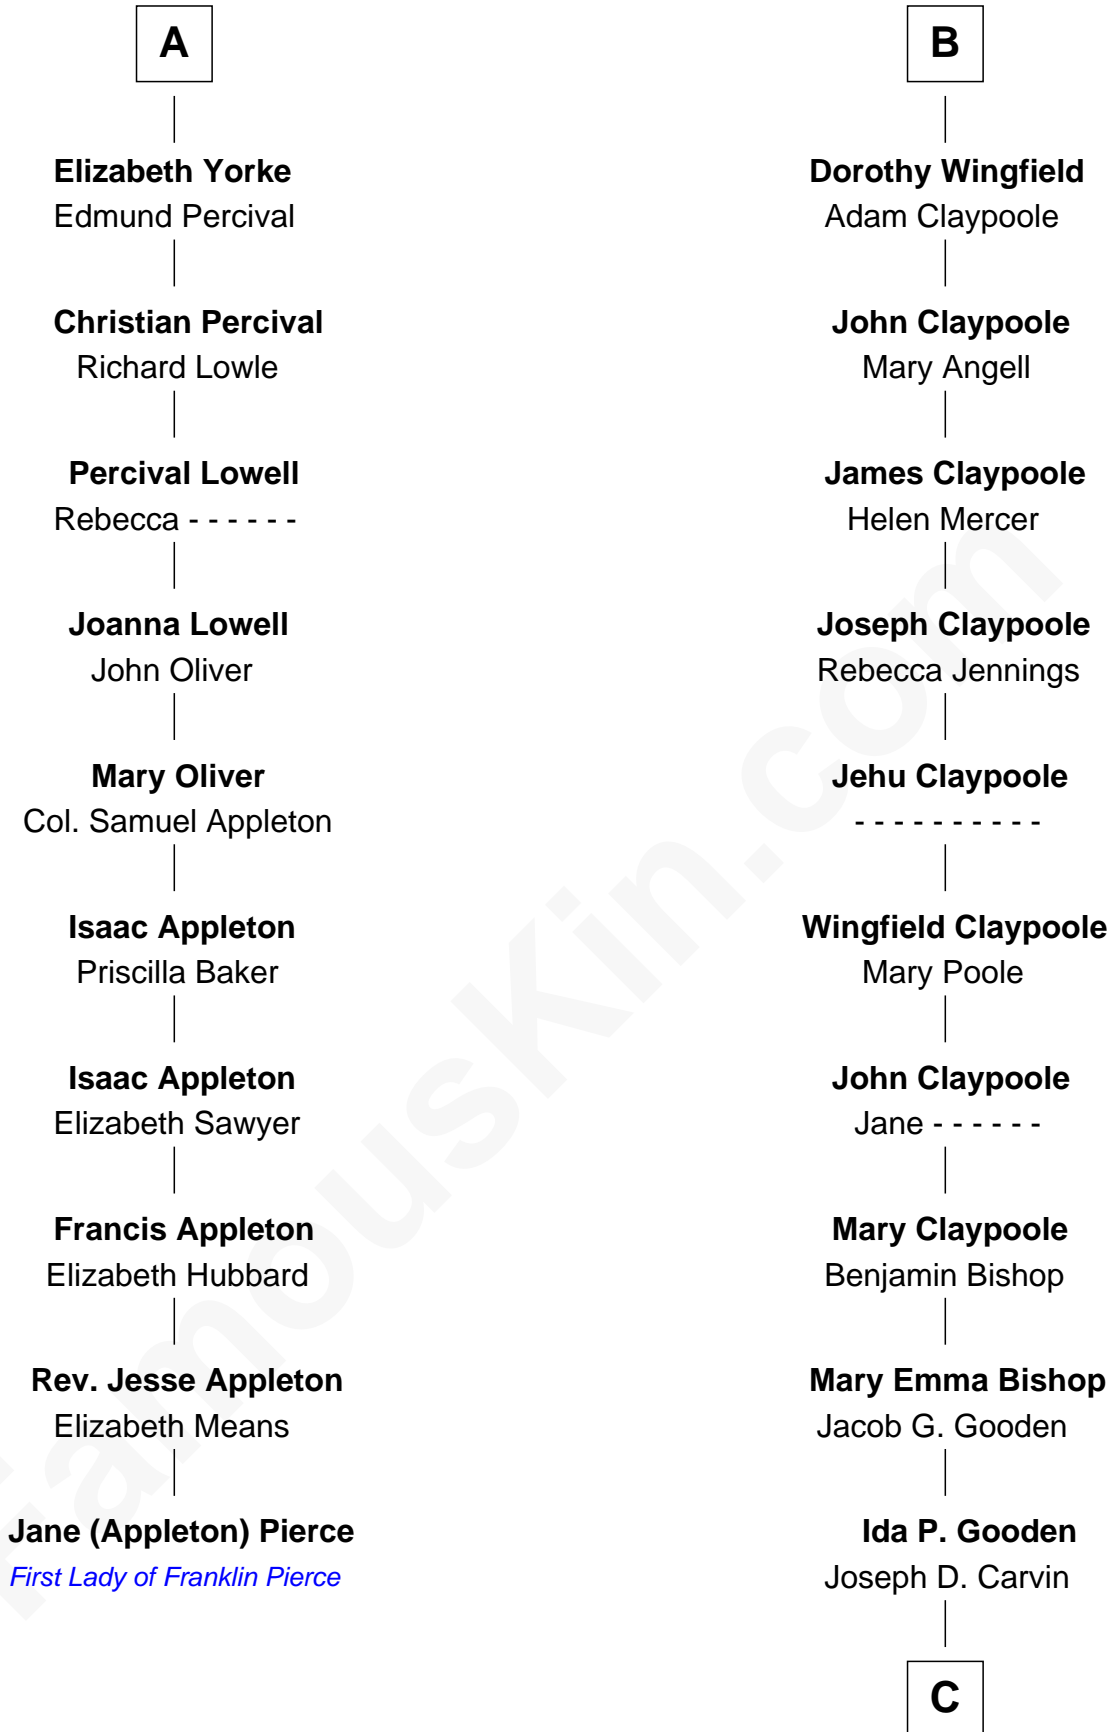 A
Elizabeth Yorke
Edmund Percival
Christian Percival
Richard Lowle
Percival Lowell
Rebecca - - - - - -
Joanna Lowell
John Oliver
Mary Oliver
Col. Samuel Appleton
Isaac Appleton
Priscilla Baker
Isaac Appleton
Elizabeth Sawyer
Francis Appleton
Elizabeth Hubbard
Rev. Jesse Appleton
Elizabeth Means
Jane (Appleton) Pierce
First Lady of Franklin Pierce
B
Dorothy Wingfield
Adam Claypoole
John Claypoole
Mary Angell
James Claypoole
Helen Mercer
Joseph Claypoole
Rebecca Jennings
Jehu Claypoole
- - - - - - - - - -
Wingfield Claypoole
Mary Poole
John Claypoole
Jane - - - - - -
Mary Claypoole
Benjamin Bishop
Mary Emma Bishop
Jacob G. Gooden
Ida P. Gooden
Joseph D. Carvin
C
FamousKin.com